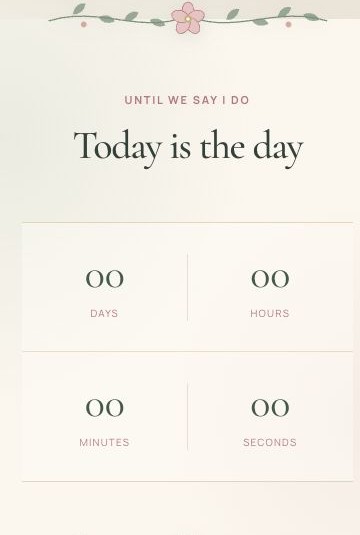 UNTIL WE SAY I DO
Today is the day
00
00
DAYS
HOURS
00
00
MINUTES
SECONDS